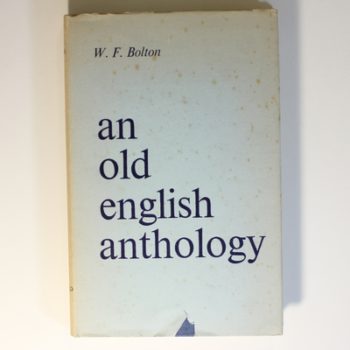 W. F. Bolton
an
old
english
anthology